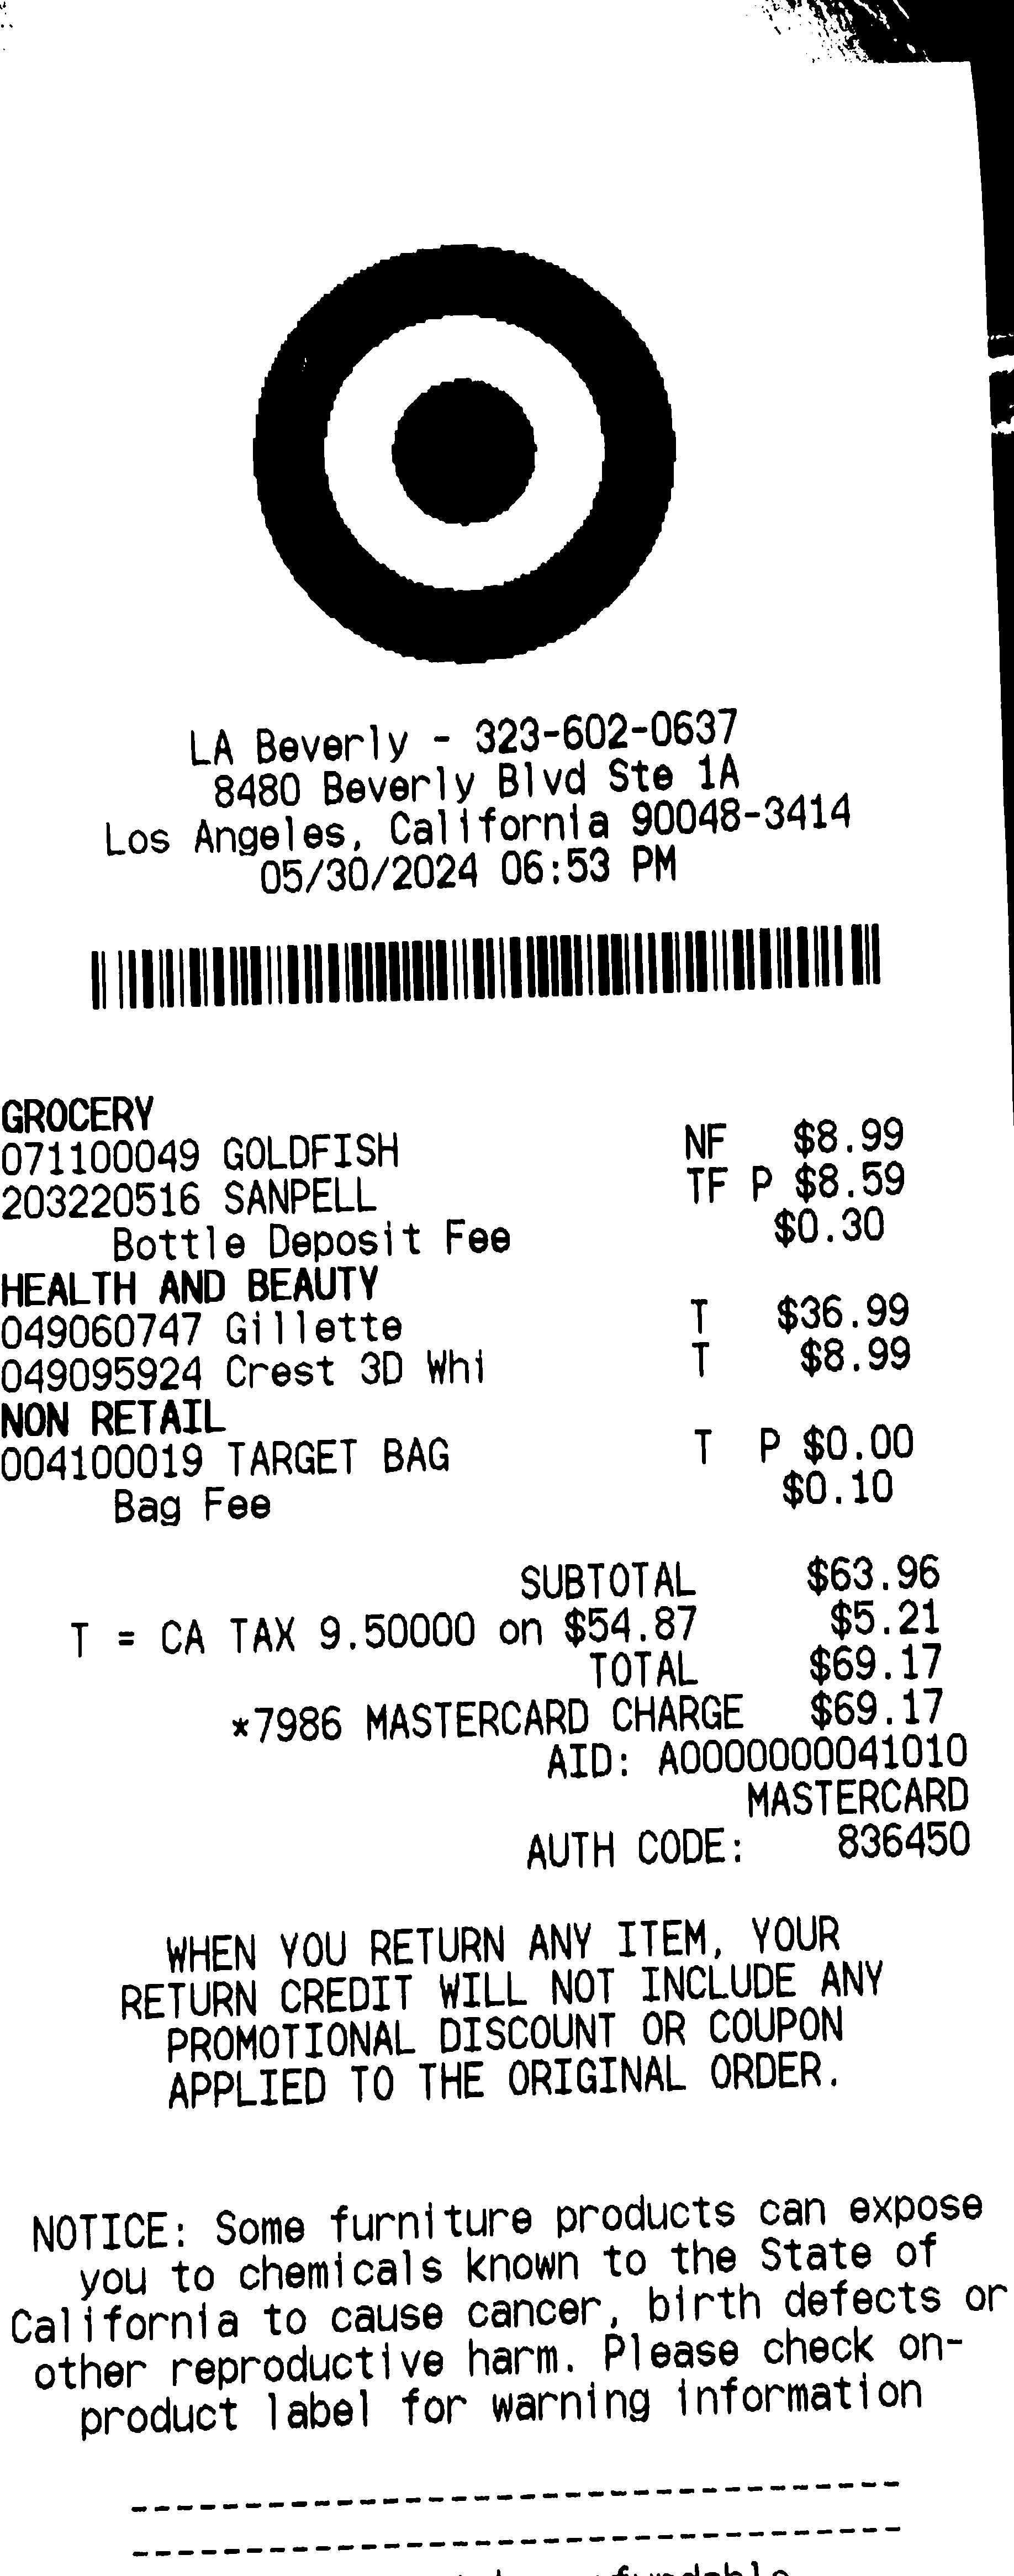 LA Beverly - 323-602-0637
8480 Beverly Blvd Ste 1A
Los Angeles, California 90048-3414
05/30/2024 06:53 PM
GROCERY
071100049 GOLDFISH NF $8.99
203220516 SANPELL TF P $8.59
Bottle Deposit Fee $0.30
HEALTH AND BEAUTY
049060747 Gillette T $36.99
049095924 Crest 3D Whi T $8.99
NON RETAIL
004100019 TARGET BAG T P $0.00
Bag Fee $0.10
SUBTOTAL $63.96
T = CA TAX 9.50000 on $54.87 $5.21
TOTAL $69.17
*7986 MASTERCARD CHARGE $69.17
AID: A0000000041010
MASTERCARD
AUTH CODE: 836450
WHEN YOU RETURN ANY ITEM, YOUR
RETURN CREDIT WILL NOT INCLUDE ANY
PROMOTIONAL DISCOUNT OR COUPON
APPLIED TO THE ORIGINAL ORDER.
NOTICE: Some furniture products can expose
you to chemicals known to the State of
California to cause cancer, birth defects or
other reproductive harm. Please check on-
product label for warning information